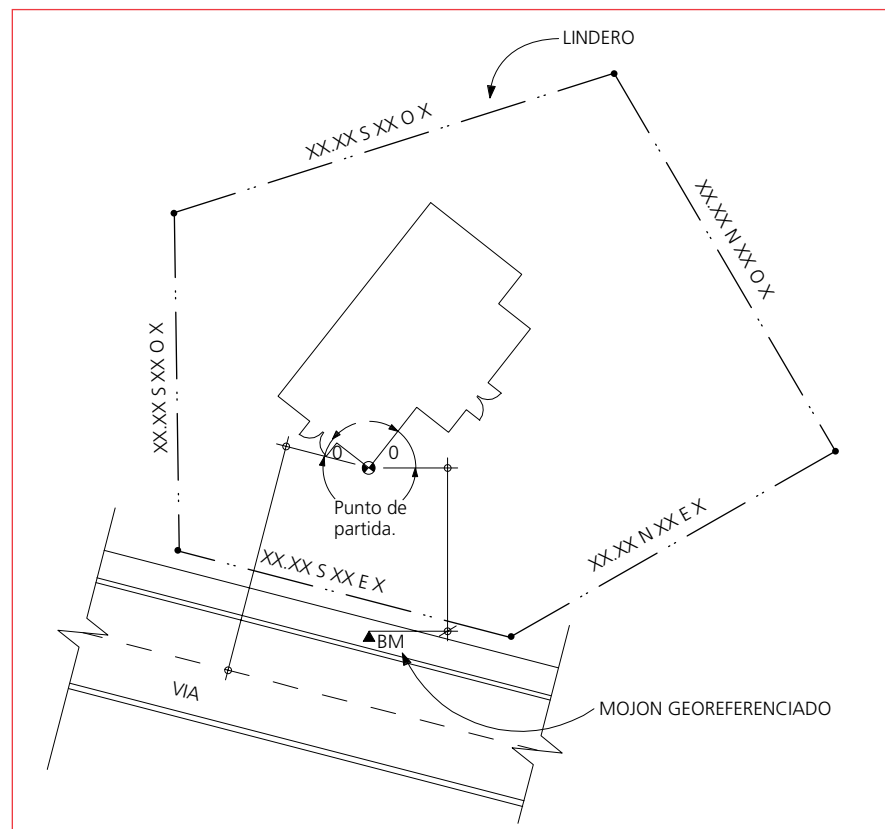 LINDERO
XX.XX S XX O X
XX.XX N XX O X
XX.XX S XX O X
0 0
Punto de
partida.
XX.XX N XX E X
XX.XX S XX E X
BM
VIA
MOJON GEOREFERENCIADO